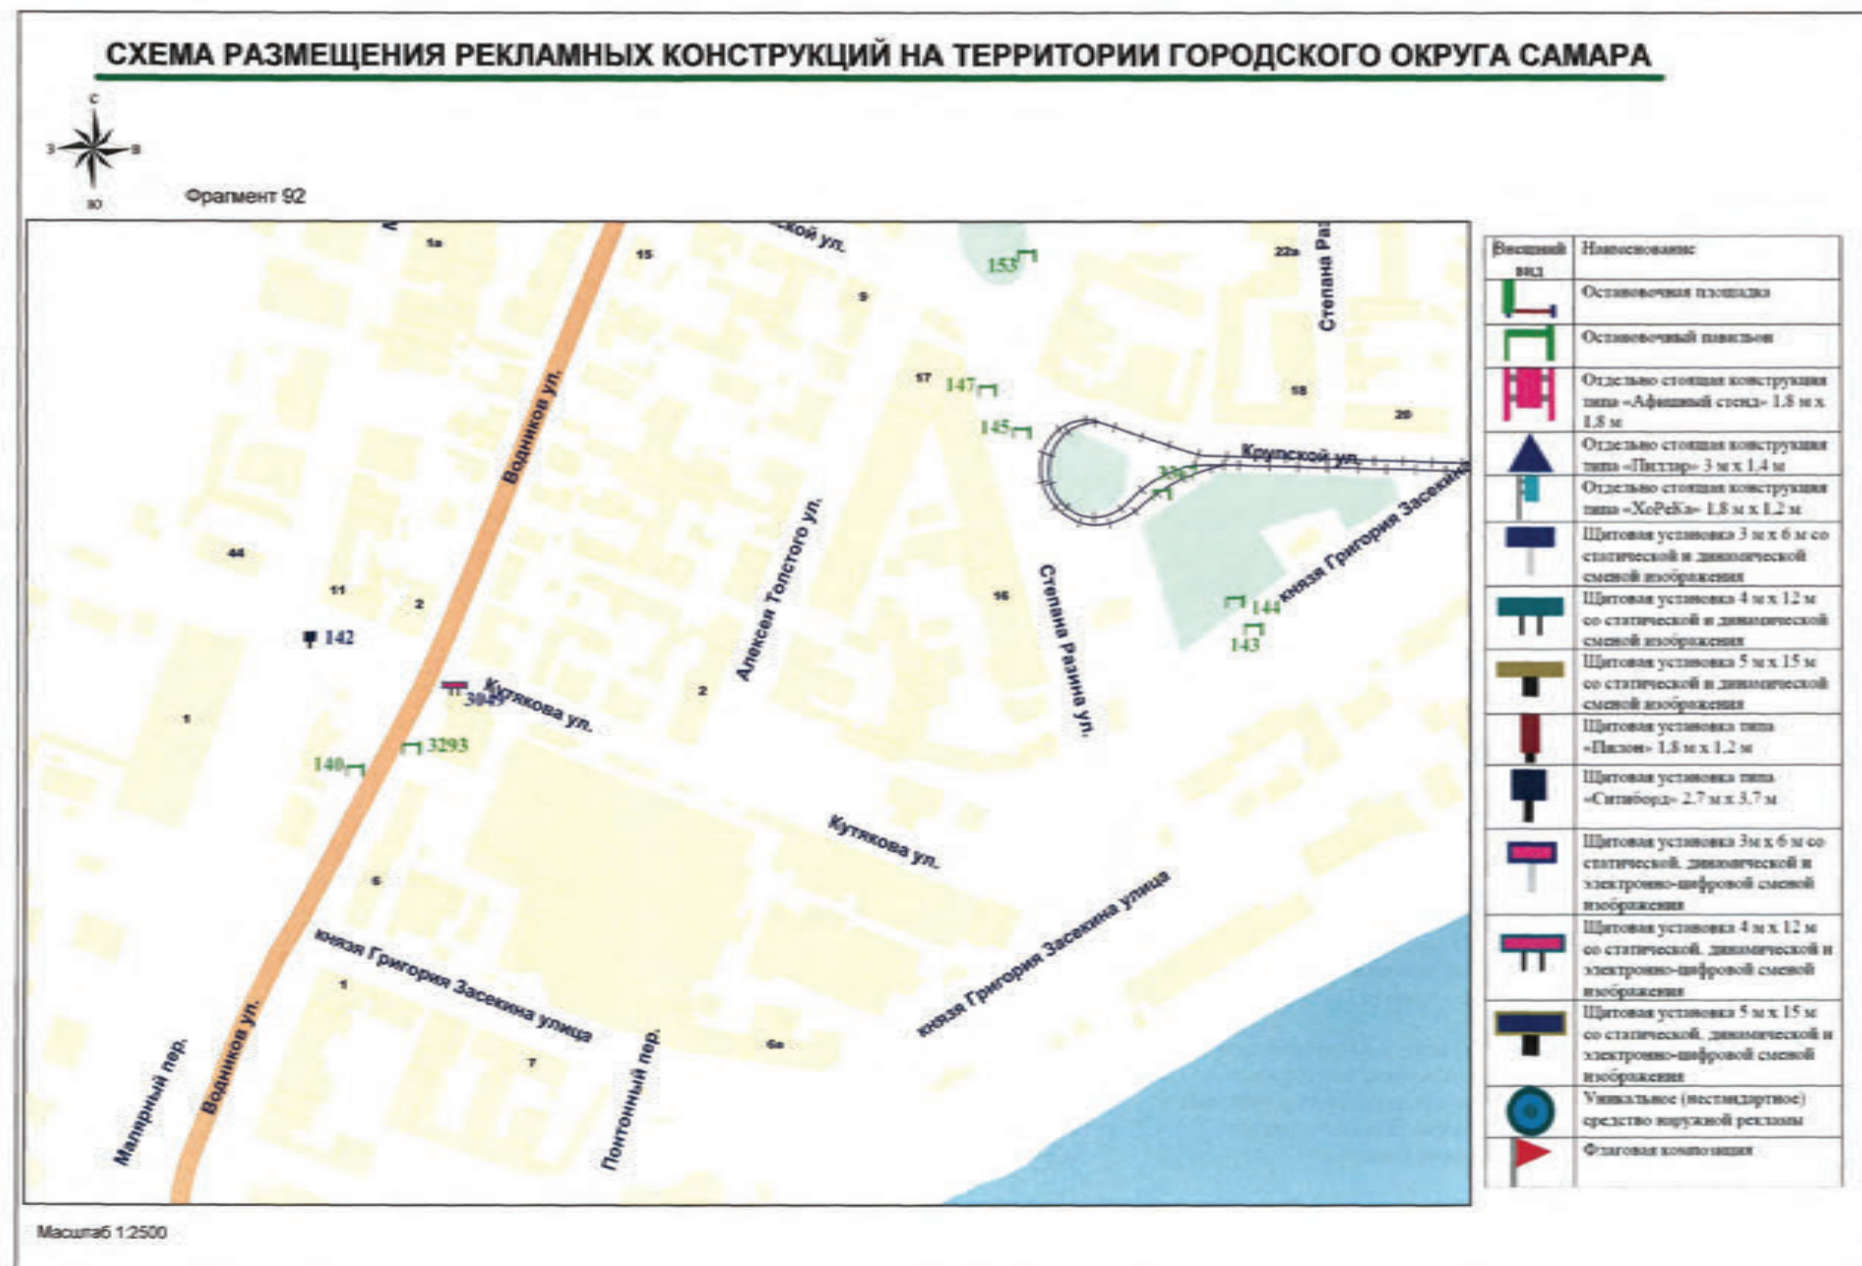 СХЕМА РАЗМЕЩЕНИЯ РЕКЛАМНЫХ КОНСТРУКЦИЙ НА ТЕРРИТОРИИ ГОРОДСКОГО ОКРУГА САМАРА
С
З
В
Ю
Фрагмент 92
1а
15
ской ул.
9
153
22а
Степана Раз
17
147
145
18
20
Водников ул.
Крупской ул.
князя Григория Засекина
44
11
2
142
Алексея Толстого ул.
16
Степана Разина ул.
144
143
3049
Кутякова ул.
2
1
140
3293
Кутякова ул.
6
князя Григория Засекина улица
князя Григория Засекина улица
1
7
6а
Малярный пер.
Водников ул.
Понтонный пер.
Внешний вид
Наименование
Остановочная площадка
Остановочный павильон
Отдельно стоящая конструкция
типа «Афишный стенд» 1.8 м х
1.8 м
Отдельно стоящая конструкция
типа «Пиллар» 3 м х 1,4 м
Отдельно стоящая конструкция
типа «ХоРеКа» 1,8 м х 1,2 м
Щитовая установка 3 м х 6 м со
статической и динамической
сменой изображения
Щитовая установка 4 м х 12 м
со статической и динамической
сменой изображения
Щитовая установка 5 м х 15 м
со статической и динамической
сменой изображения
Щитовая установка типа
«Пилон» 1,8 м х 1,2 м
Щитовая установка типа
«Ситиборд» 2.7 м х 3.7 м
Щитовая установка 3м х 6 м со
статической, динамической и
электронно-цифровой сменой
изображения
Щитовая установка 4 м х 12 м
со статической, динамической и
электронно-цифровой сменой
изображения
Щитовая установка 5 м х 15 м
со статической, динамической и
электронно-цифровой сменой
изображения
Уникальное (нестандартное)
средство наружной рекламы
Флаговая композиция
Масштаб 1:2500